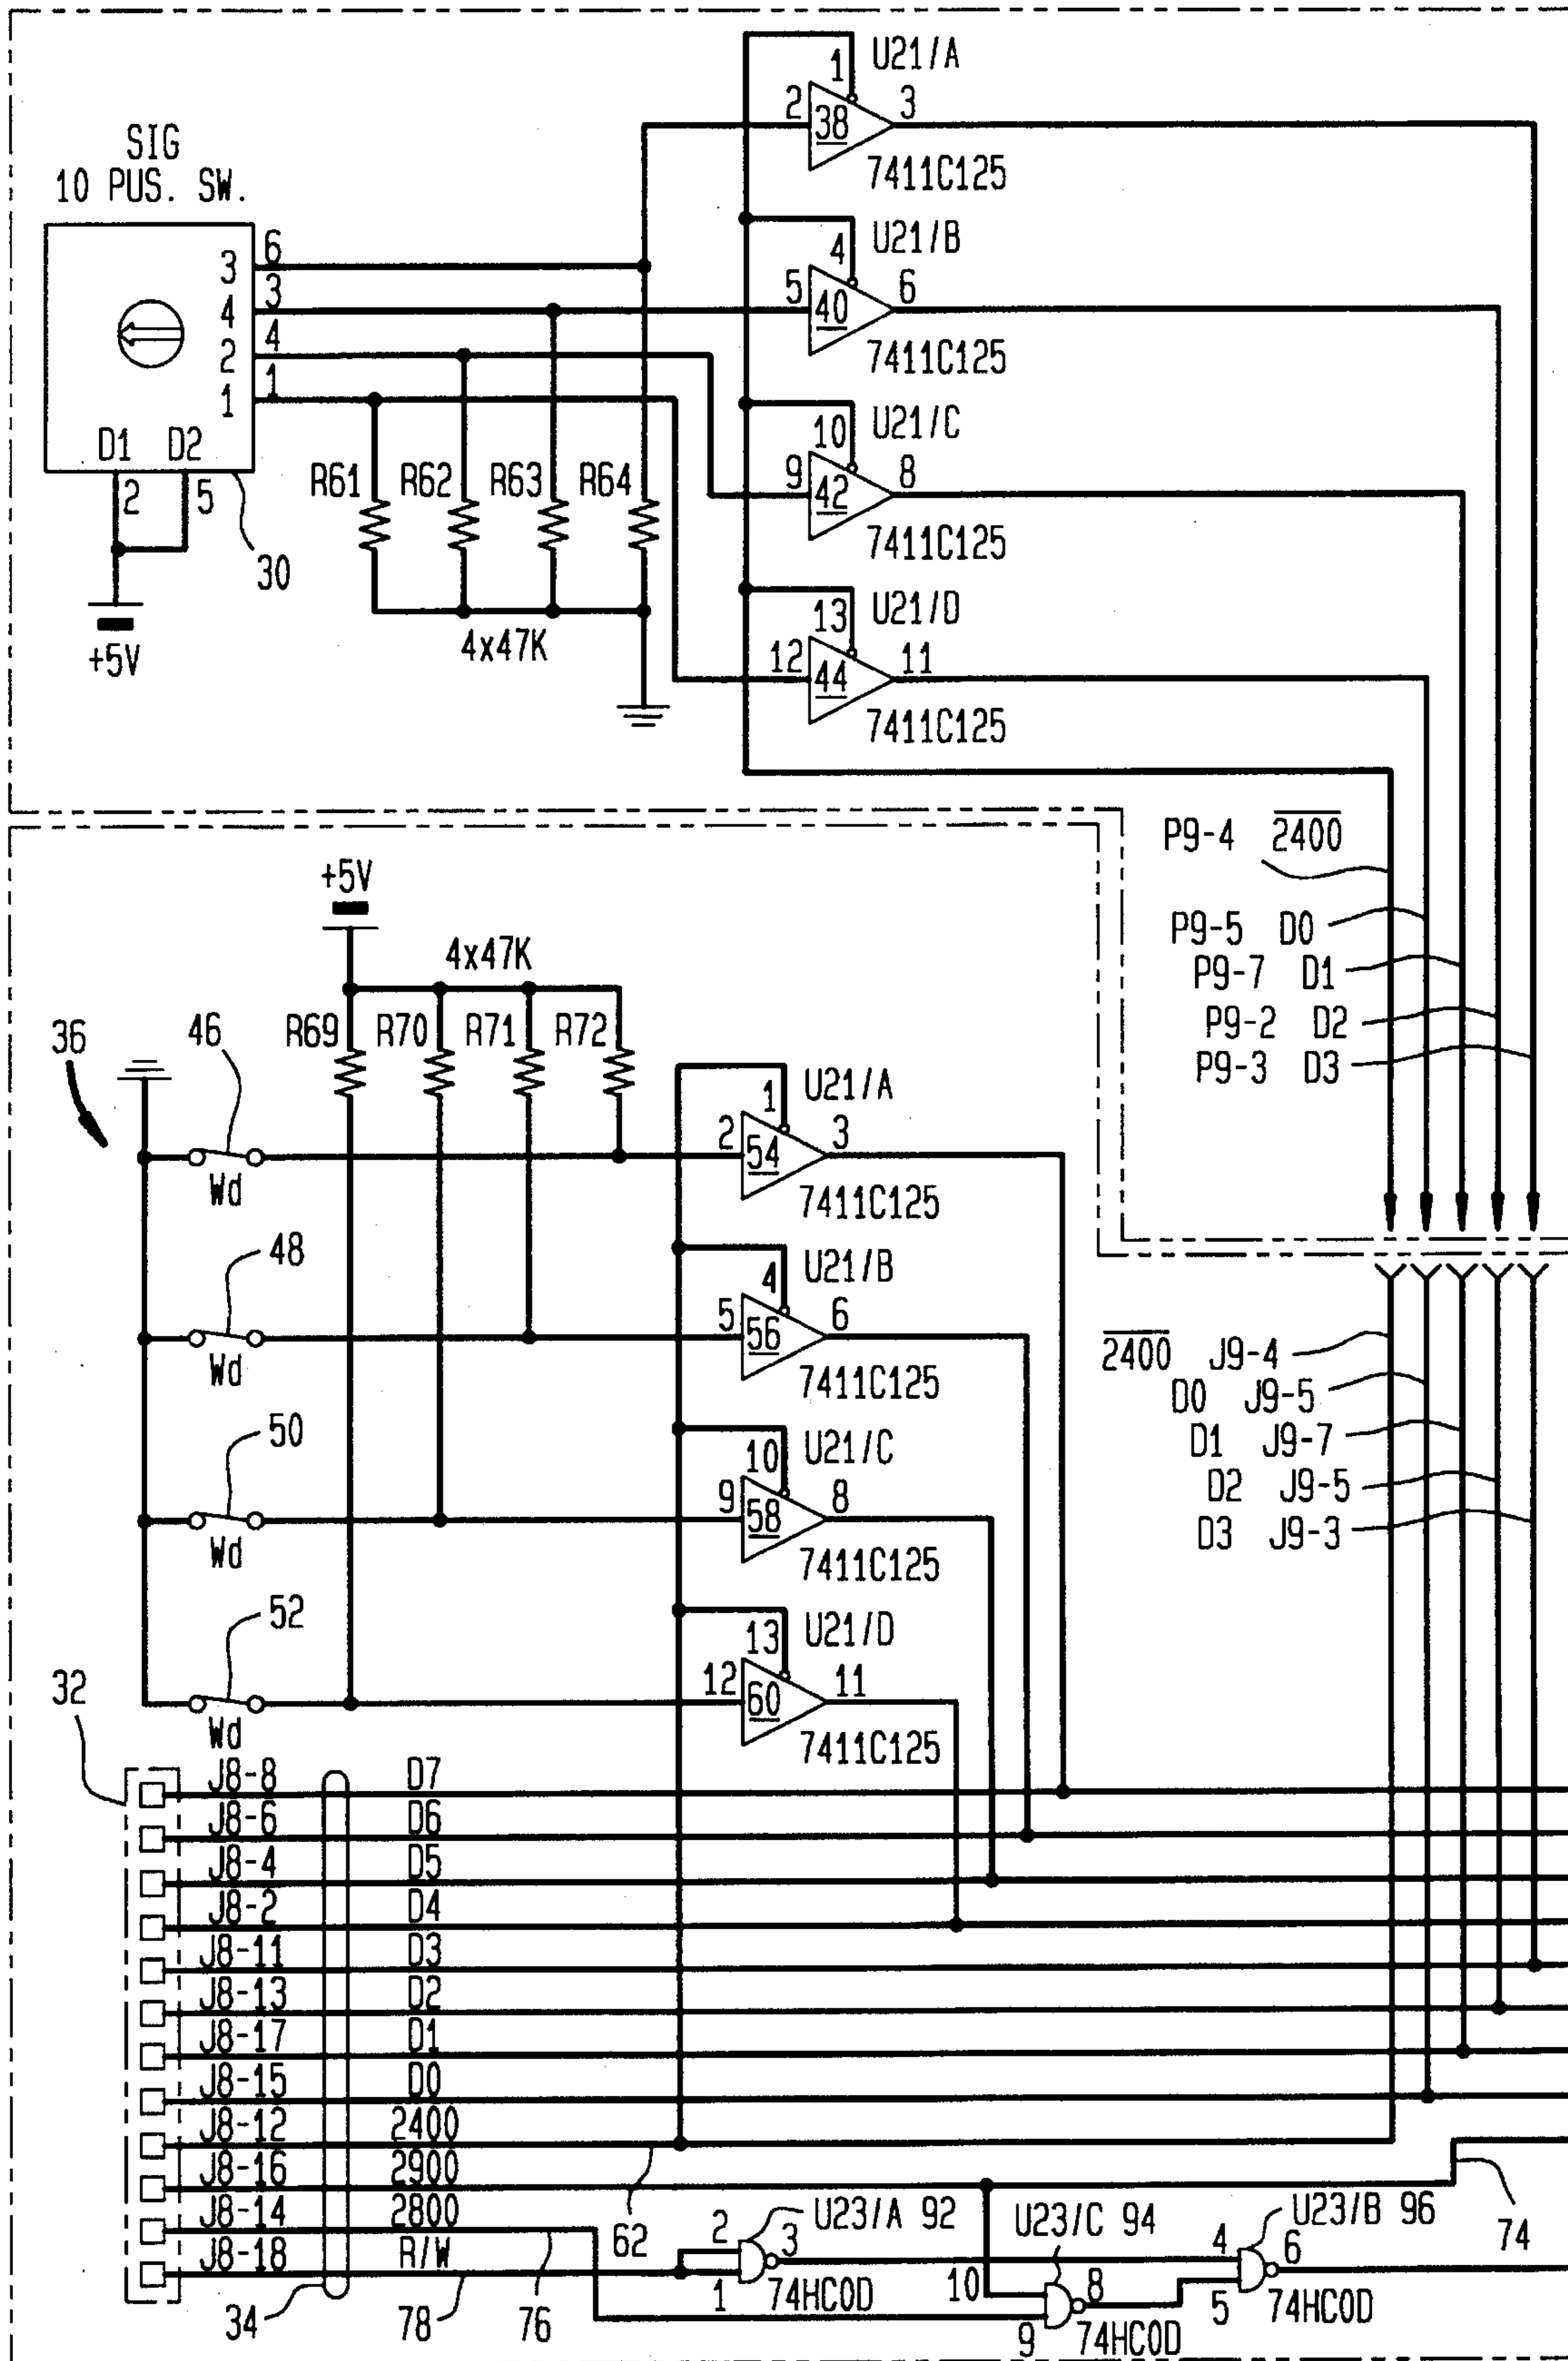 SIG
10 PUS. SW.
3 6
4 3
2 4
1 1
D1 D2
2 5
30
+5V
R61 R62 R63 R64
4x47K
1 U21/A
2 38 3
7411C125
4 U21/B
5 40 6
7411C125
10 U21/C
9 42 8
7411C125
13 U21/D
12 44 11
7411C125
P9-4 2400
P9-5 D0
P9-7 D1
P9-2 D2
P9-3 D3
+5V
4x47K
R69 R70 R71 R72
36
46
Wd
48
Wd
50
Wd
52
Wd
1 U21/A
2 54 3
7411C125
4 U21/B
5 56 6
7411C125
10 U21/C
9 58 8
7411C125
13 U21/D
12 60 11
7411C125
2400 J9-4
D0 J9-5
D1 J9-7
D2 J9-5
D3 J9-3
32
J8-8 D7
J8-6 D6
J8-4 D5
J8-2 D4
J8-11 D3
J8-13 D2
J8-17 D1
J8-15 D0
J8-12 2400
J8-16 2900
J8-14 2800
J8-18 R/W
34
78
76
62
74
2 U23/A 92
1 3
74HCOD
U23/C 94
10 8
9 74HCOD
U23/B 96
4 6
5 74HCOD